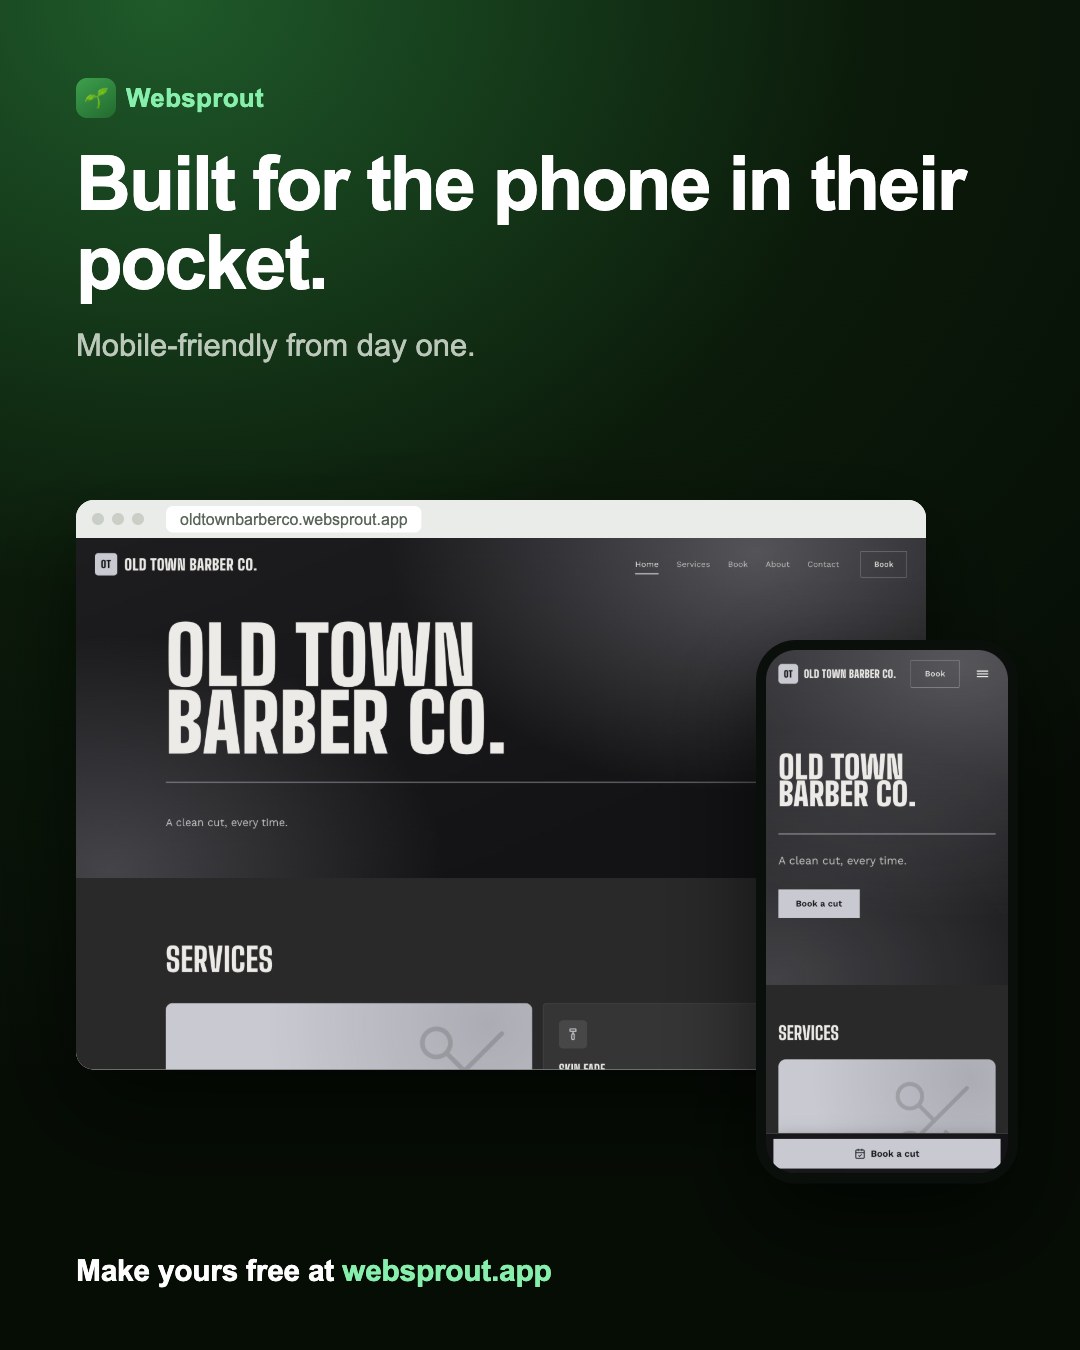 Websprout
Built for the phone in their
pocket.
Mobile-friendly from day one.
oldtownbarberco.websprout.app
OT OLD TOWN BARBER CO.
Home Services Book About Contact Book
OLD TOWN
BARBER CO.
A clean cut, every time.
SERVICES
SKIN FADE
OT OLD TOWN BARBER CO. Book
OLD TOWN
BARBER CO.
A clean cut, every time.
Book a cut
SERVICES
Book a cut
Make yours free at websprout.app